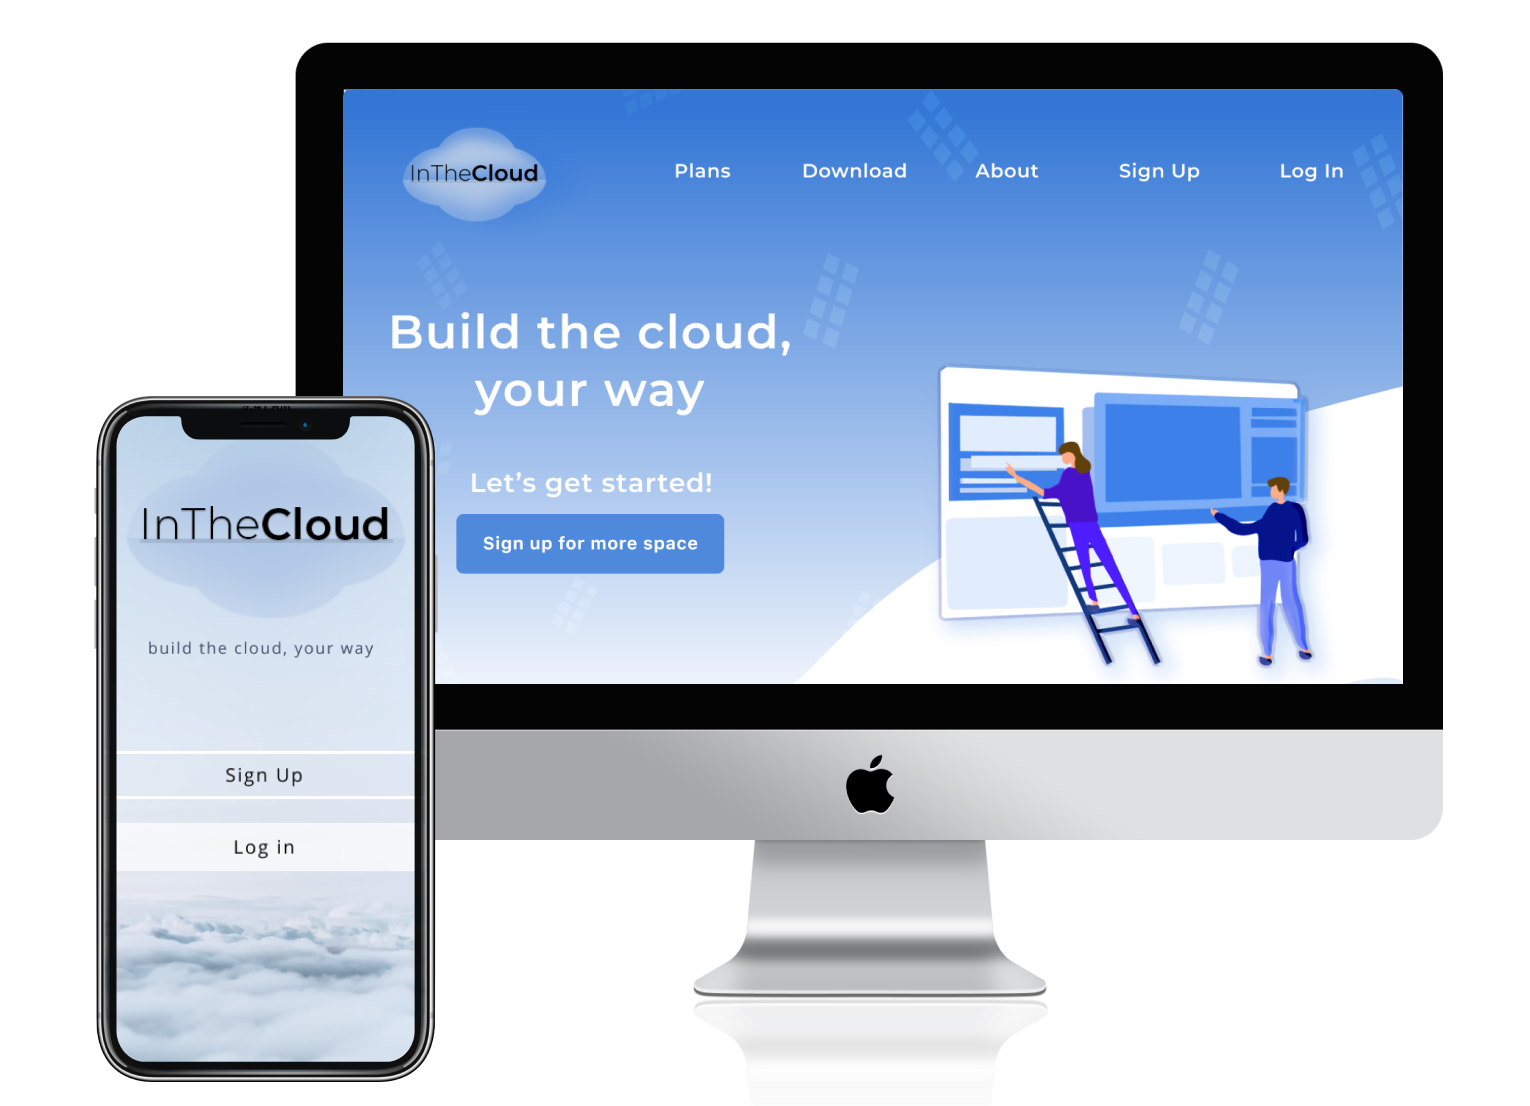 InTheCloud
Plans
Download
About
Sign Up
Log In
Build the cloud,
your way
Let's get started!
Sign up for more space
InTheCloud
build the cloud, your way
Sign Up
Log in